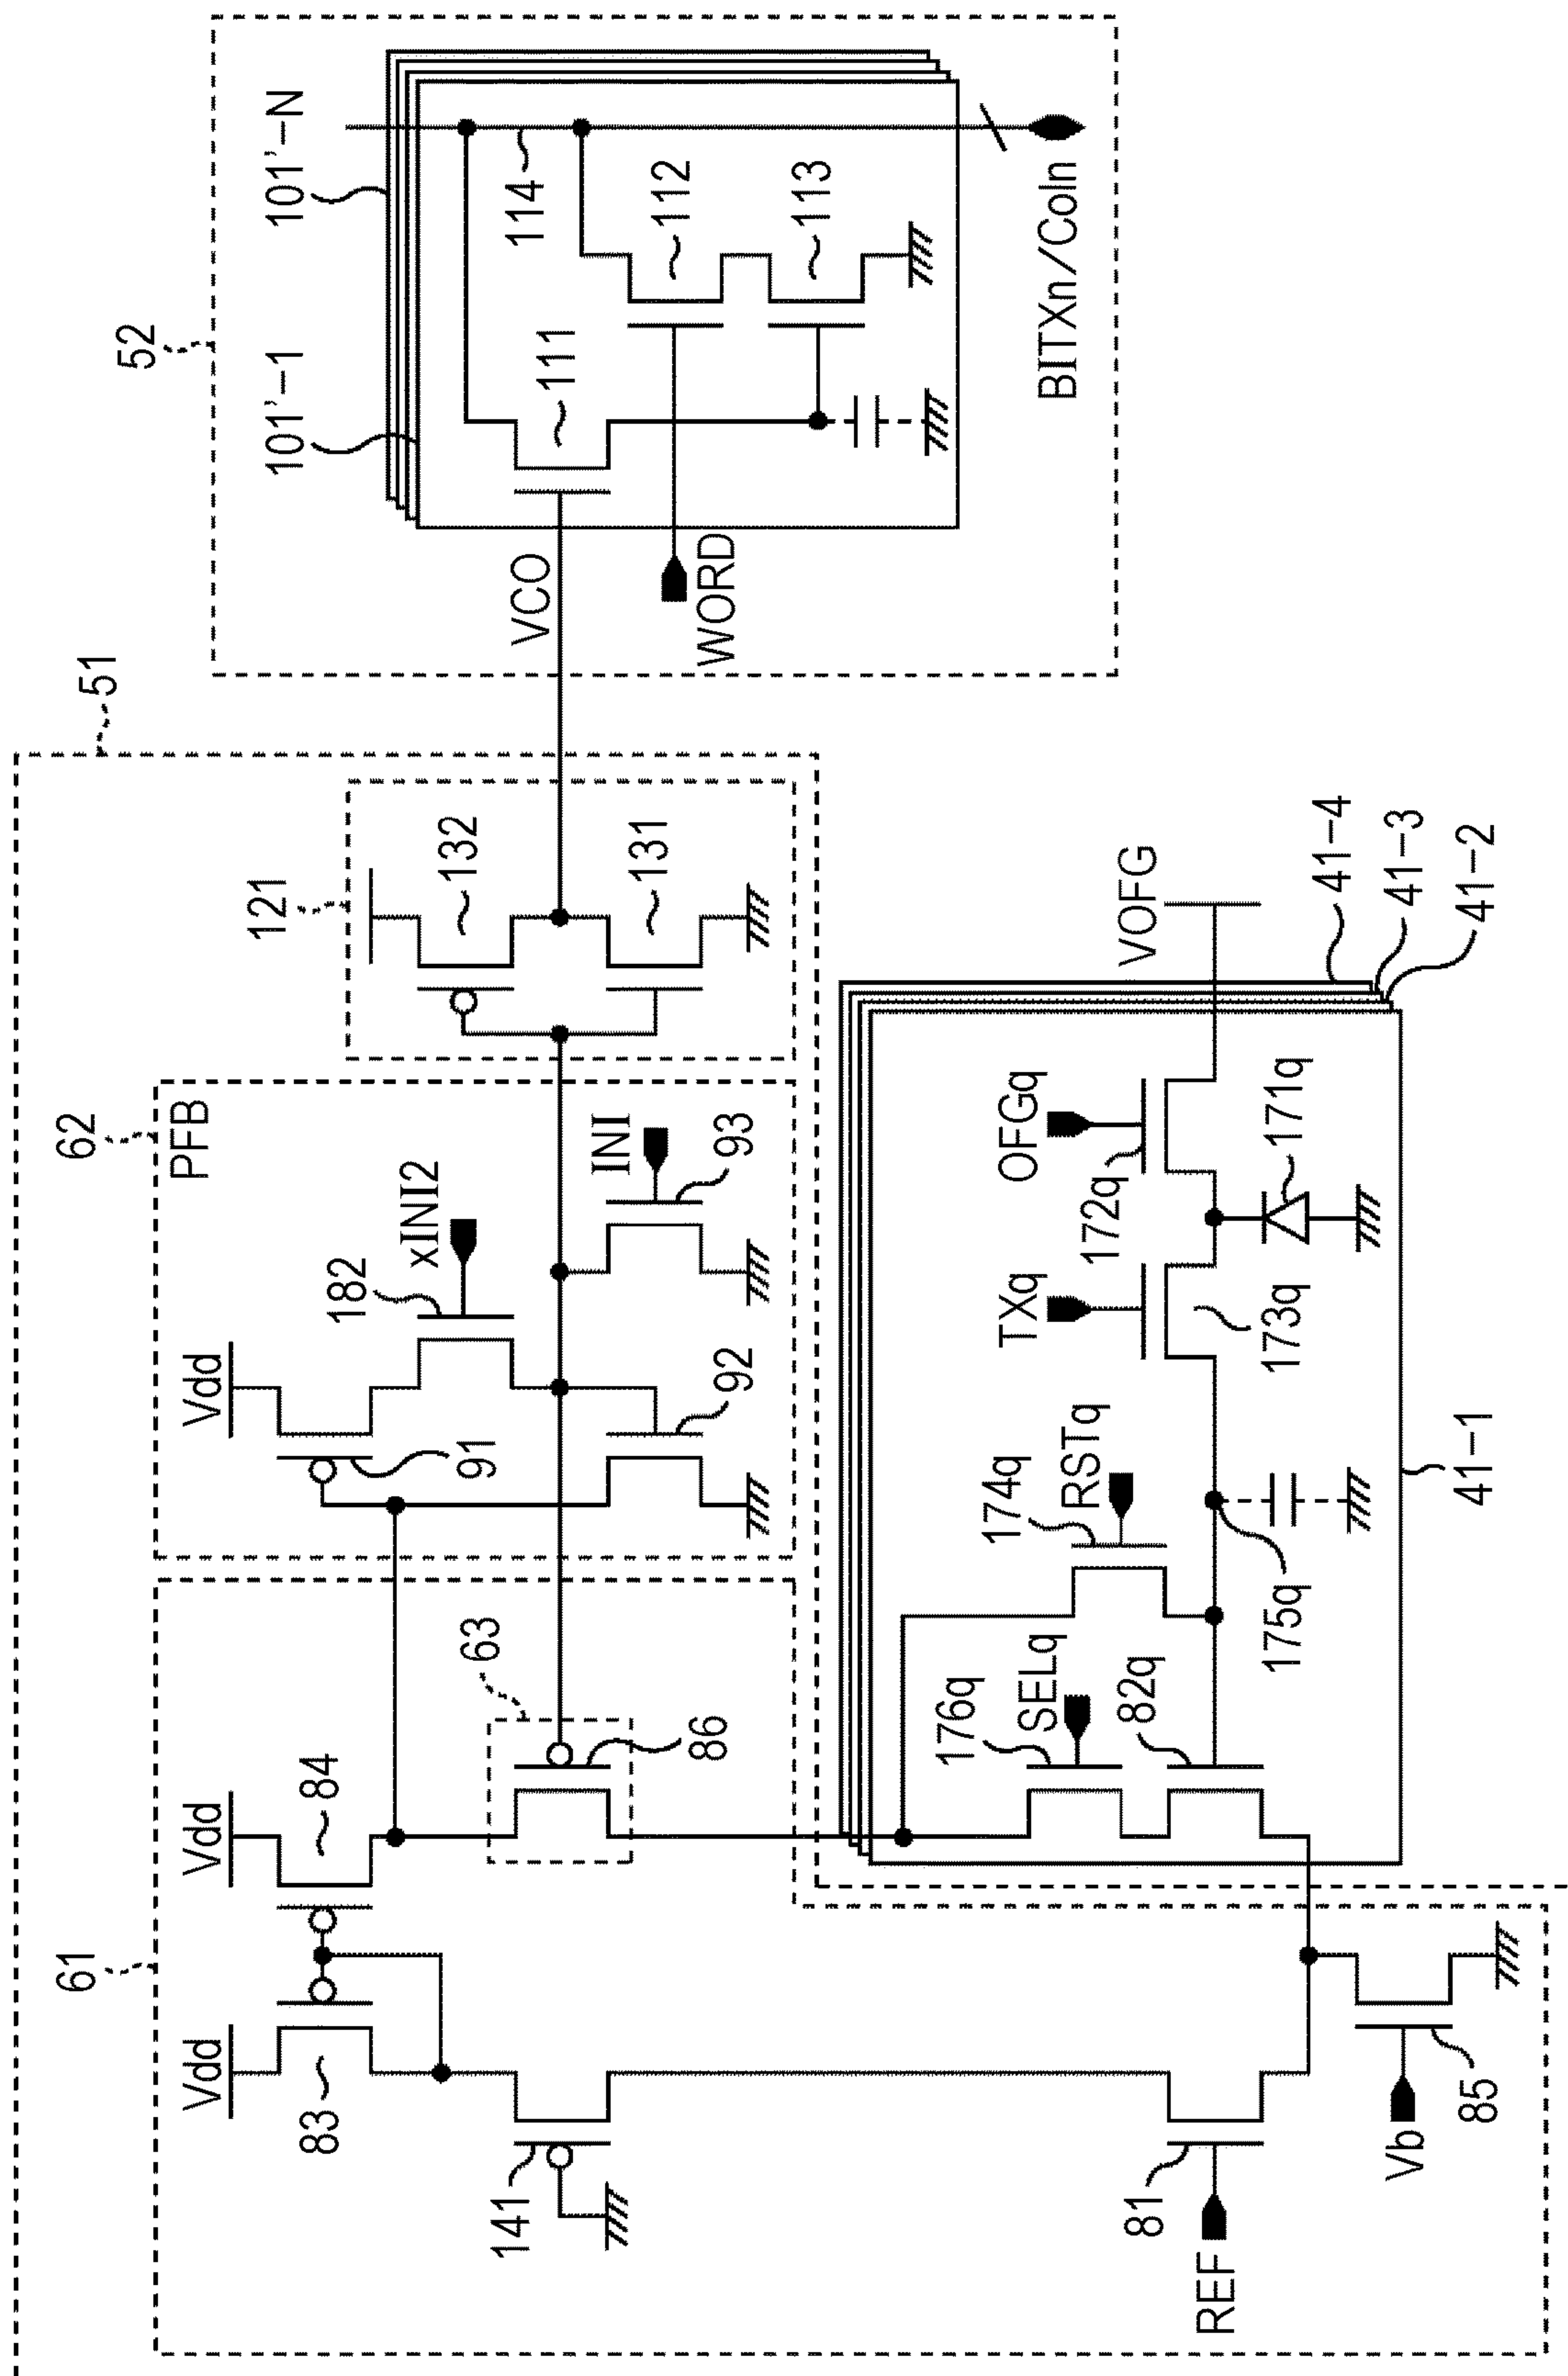 51
61
62
63
PFB
Vdd
Vdd
Vdd
83
84
91
182
xINI2
92
INI
93
121
132
131
86
141
REF
81
Vb
85
176q
SELq
82q
174q
RSTq
175q
TXq
173q
OFGq
172q
171q
VOFG
41-1
41-2
41-3
41-4
52
101'-1
101'-N
VCO
WORD
111
112
113
114
BITXn/Coln